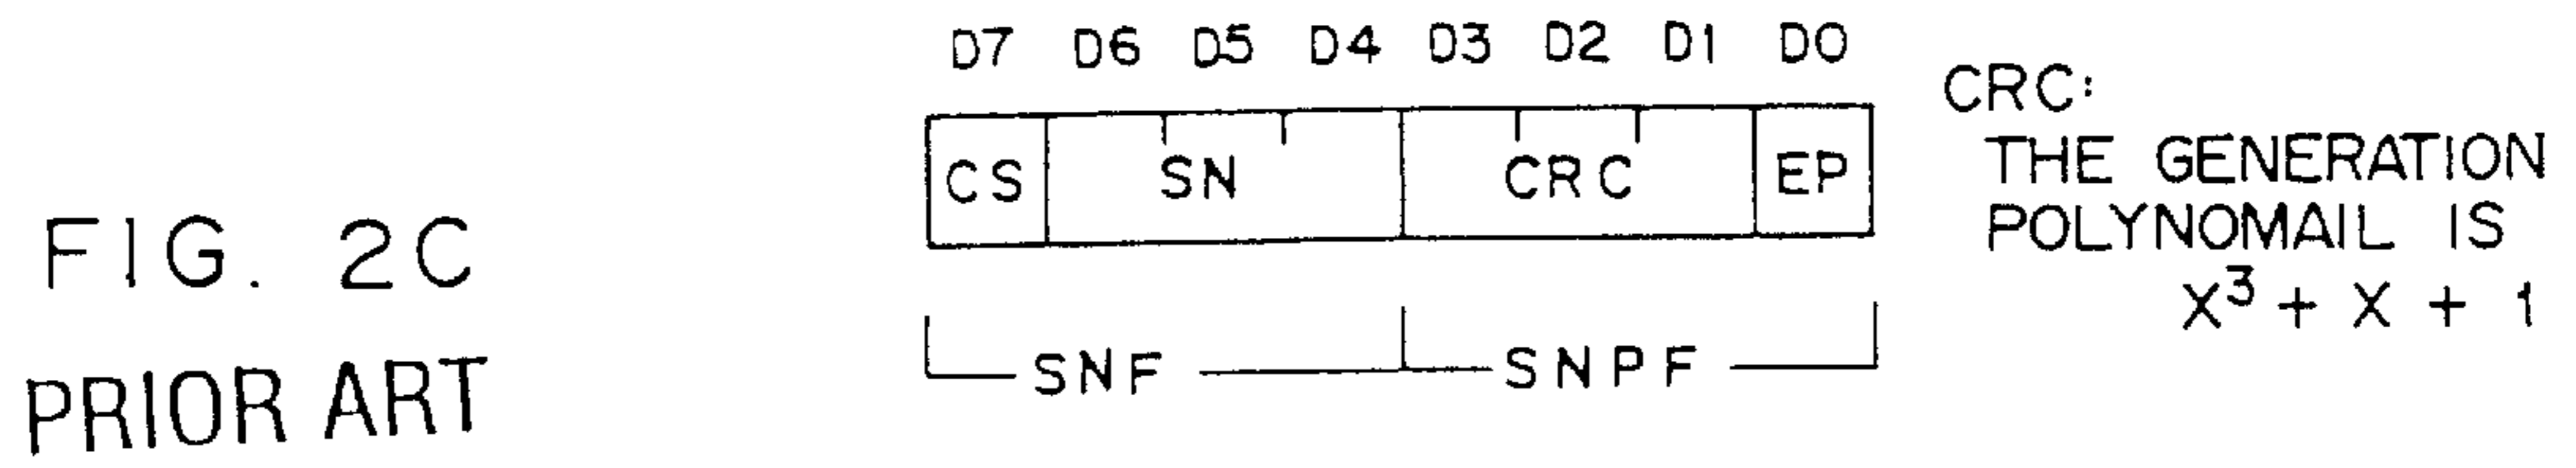 D7 D6 D5 D4 D3 D2 D1 D0
CS SN CRC EP
SNF SNPF
CRC:
THE GENERATION
POLYNOMAIL IS
X³ + X + 1
FIG. 2C
PRIOR ART